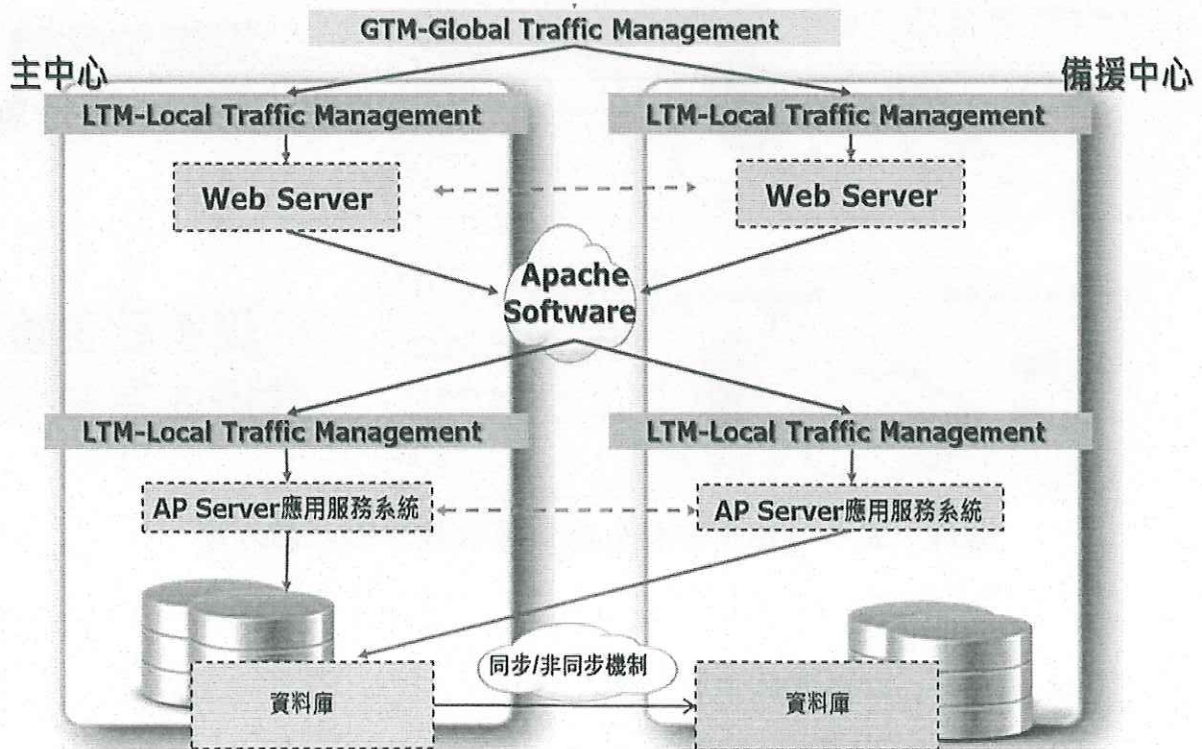 GTM-Global Traffic Management
主中心
備援中心
LTM-Local Traffic Management
LTM-Local Traffic Management
Web Server
Web Server
Apache
Software
LTM-Local Traffic Management
LTM-Local Traffic Management
AP Server應用服務系統
AP Server應用服務系統
同步/非同步機制
資料庫
資料庫